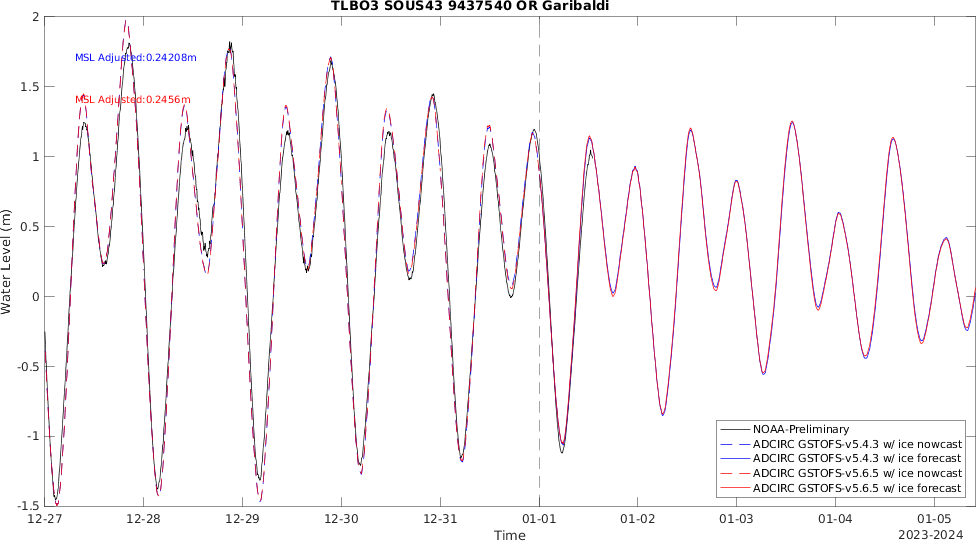 TLBO3 SOUS43 9437540 OR Garibaldi
2
1.5
1
0.5
0
-0.5
-1
-1.5
Water Level (m)
MSL Adjusted:0.24208m
MSL Adjusted:0.2456m
NOAA-Preliminary
ADCIRC GSTOFS-v5.4.3 w/ ice nowcast
ADCIRC GSTOFS-v5.4.3 w/ ice forecast
ADCIRC GSTOFS-v5.6.5 w/ ice nowcast
ADCIRC GSTOFS-v5.6.5 w/ ice forecast
12-27 12-28 12-29 12-30 12-31 01-01 01-02 01-03 01-04 01-05
Time
2023-2024